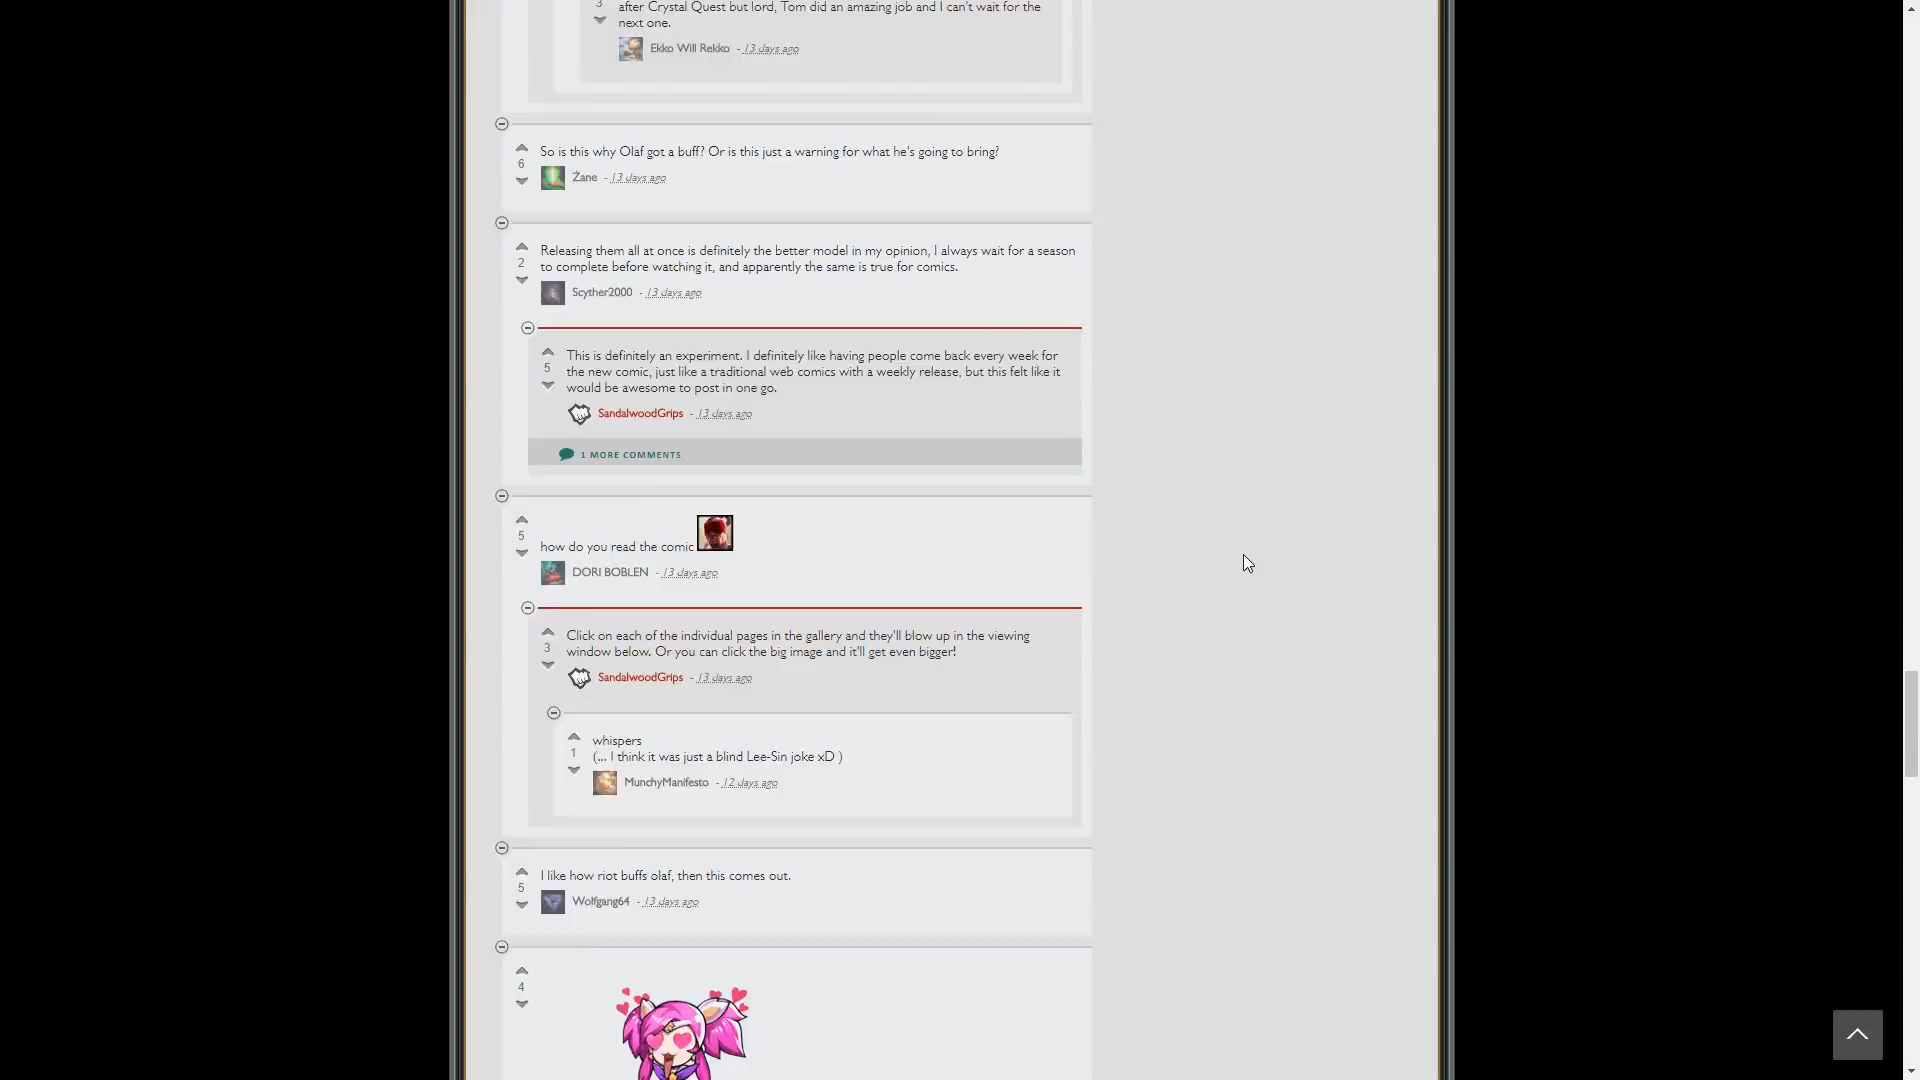 3
after Crystal Quest but lord, Tom did an amazing job and I can't wait for the
next one.
Ekko Will Rekko - 13 days ago
6
So is this why Olaf got a buff? Or is this just a warning for what he's going to bring?
Żane - 13 days ago
2
Releasing them all at once is definitely the better model in my opinion, I always wait for a season
to complete before watching it, and apparently the same is true for comics.
Scyther2000 - 13 days ago
5
This is definitely an experiment. I definitely like having people come back every week for
the new comic, just like a traditional web comics with a weekly release, but this felt like it
would be awesome to post in one go.
SandalwoodGrips - 13 days ago
1 MORE COMMENTS
5
how do you read the comic
DORI BOBLEN - 13 days ago
3
Click on each of the individual pages in the gallery and they'll blow up in the viewing
window below. Or you can click the big image and it'll get even bigger!
SandalwoodGrips - 13 days ago
1
whispers
(... I think it was just a blind Lee-Sin joke xD )
MunchyManifesto - 12 days ago
5
I like how riot buffs olaf, then this comes out.
Wolfgang64 - 13 days ago
4